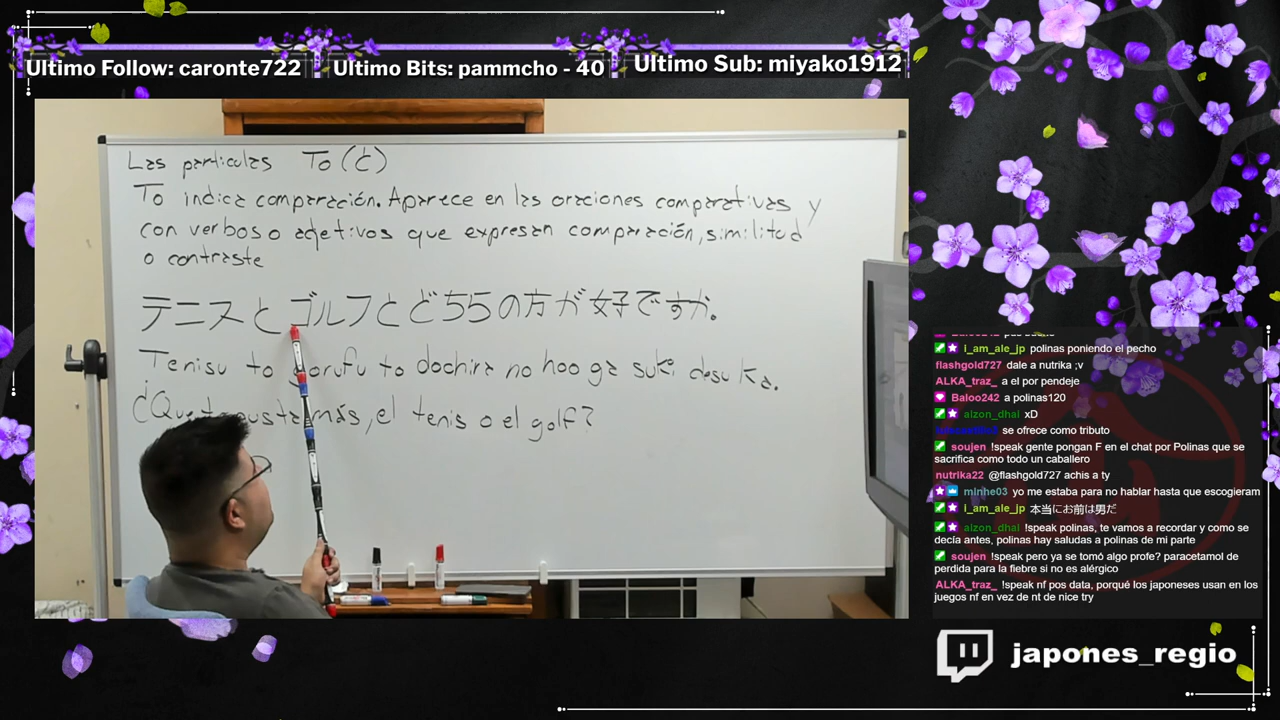 Ultimo Follow: caronte722
Ultimo Bits: pammcho - 40
Ultimo Sub: miyako1912
Las particulas To (と)
To indica comparación. Aparece en las oraciones comparativas y
con verbos o adjetivos que expresan comparación, similitud
o contraste
テニスとゴルフとどちらの方が好ですか。
Tenisu to gorufu to dochira no hoo ga suki desu ka.
¿Que te gusta más, el tenis o el golf?
i_am_ale_jp polinas poniendo el pecho
flashgold727 dale a nutrika ;v
ALKA_traz_ a el por pendeje
Baloo242 a polinas120
aizon_dhal xD
se ofrece como tributo
soujen !speak gente pongan F en el chat por Polinas que se
sacrifica como todo un caballero
nutrika22 @flashgold727 achis a ty
minhe03 yo me estaba para no hablar hasta que escogieram
i_am_ale_jp 本当にお前は男だ
aizon_dhal !speak polinas, te vamos a recordar y como se
decía antes, polinas hay saludas a polinas de mi parte
soujen !speak pero ya se tomó algo profe? paracetamol de
perdida para la fiebre si no es alérgico
ALKA_traz_ !speak nf pos data, porqué los japoneses usan en los
juegos nf en vez de nt de nice try
japones_regio